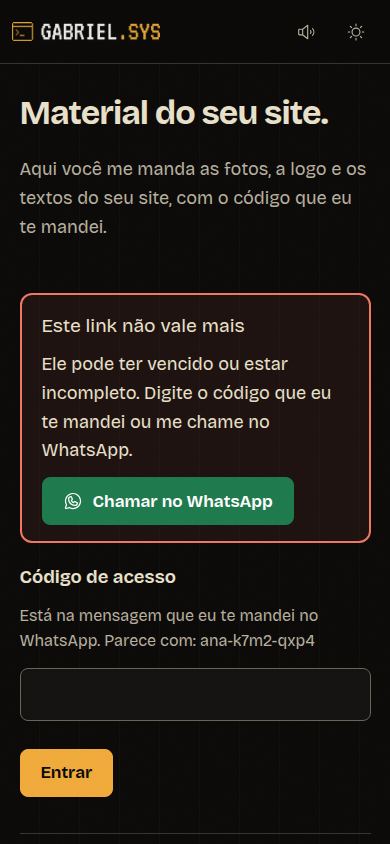 GABRIEL.SYS
Material do seu site.
Aqui você me manda as fotos, a logo e os
textos do seu site, com o código que eu
te mandei.
Este link não vale mais
Ele pode ter vencido ou estar
incompleto. Digite o código que eu
te mandei ou me chame no
WhatsApp.
Chamar no WhatsApp
Código de acesso
Está na mensagem que eu te mandei no
WhatsApp. Parece com: ana-k7m2-qxp4
Entrar